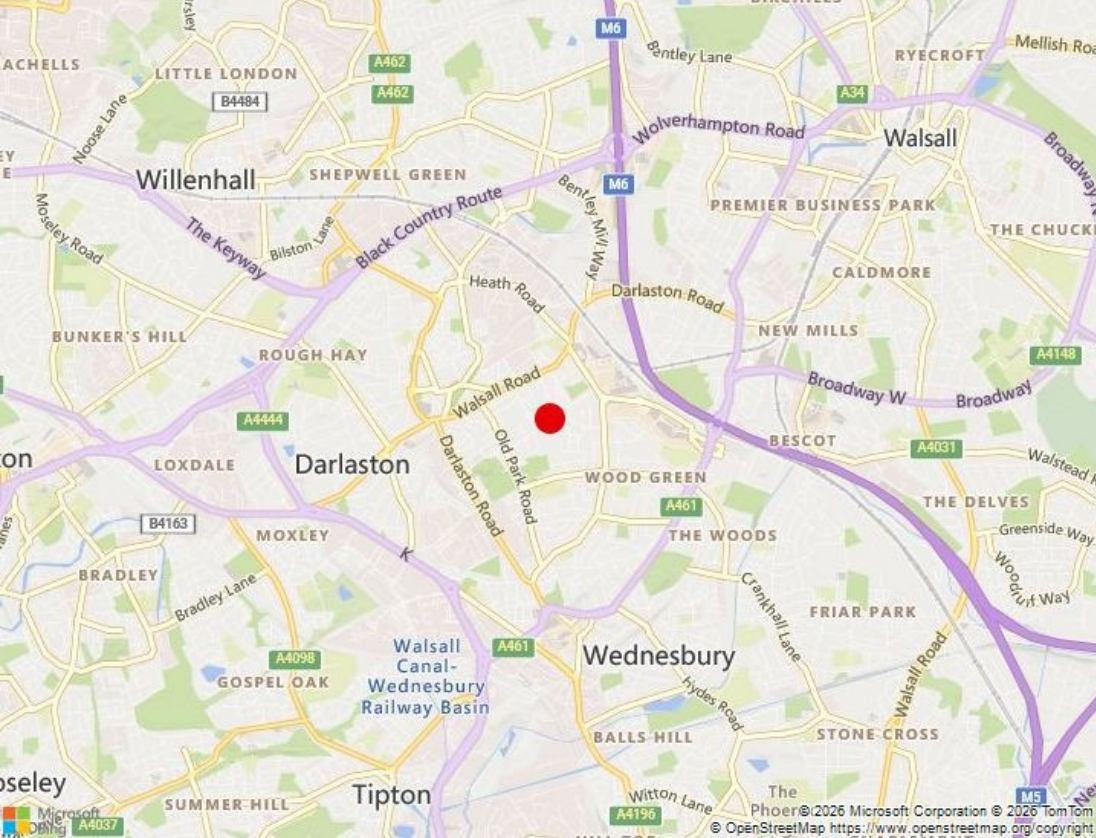 M6
Bentley Lane
RYECROFT
Mellish Roa
ACHELLS
LITTLE LONDON
A462
A462
B4484
A34
Noose Lane
Wolverhampton Road
Walsall
Broadway N
Willenhall
SHEPWELL GREEN
M6
Bentley Mill Way
PREMIER BUSINESS PARK
THE CHUCK
Moseley Road
The Keyway
Bilston Lane
Black Country Route
CALDMORE
Heath Road
Darlaston Road
NEW MILLS
BUNKER'S HILL
ROUGH HAY
A4148
Walsall Road
Broadway W
Broadway
A4444
BESCOT
A4031
ton
LOXDALE
Darlaston
Darlaston Road
Old Park Road
WOOD GREEN
Walstead R
A461
THE DELVES
B4163
MOXLEY
THE WOODS
Greenside Way
K
BRADLEY
Bradley Lane
Crankhall Lane
Woodruff Way
FRIAR PARK
Walsall
Canal-
Wednesbury
Railway Basin
A461
Wednesbury
A4098
GOSPEL OAK
Walsall Road
Hydes Road
BALLS HILL
STONE CROSS
oseley
SUMMER HILL
Tipton
Witton Lane
The
Phoe
M5
Microsoft
Bing
A4037
A4196
© 2026 Microsoft Corporation © 2026 TomTom
© OpenStreetMap https://www.openstreetmap.org/copyright